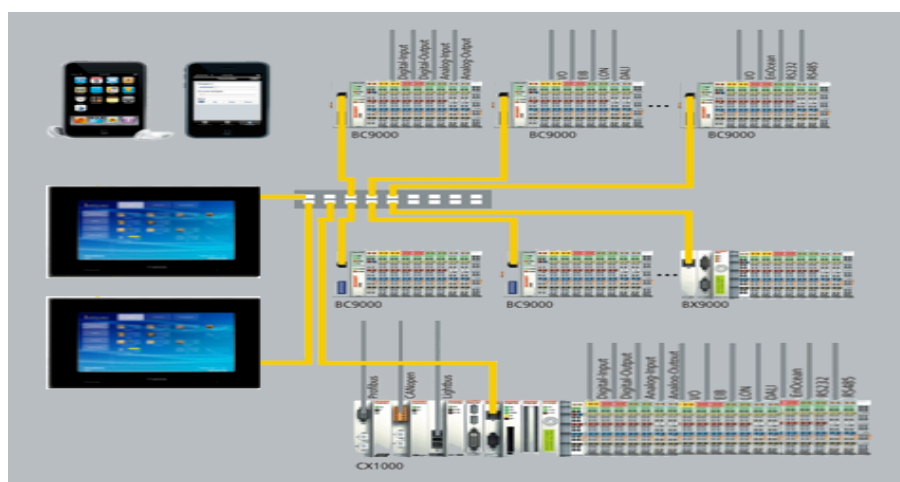 Digital-Input
Digital-Output
Analog-Input
Analog-Output
I/O
EIB
LON
DALI
I/O
EnOcean
RS232
RS485
BC9000
BC9000
BC9000
BC9000
BC9000
BX9000
Profibus
CANopen
Lightbus
Digital-Input
Digital-Output
Analog-Input
Analog-Output
I/O
EIB
LON
DALI
EnOcean
RS232
RS485
CX1000